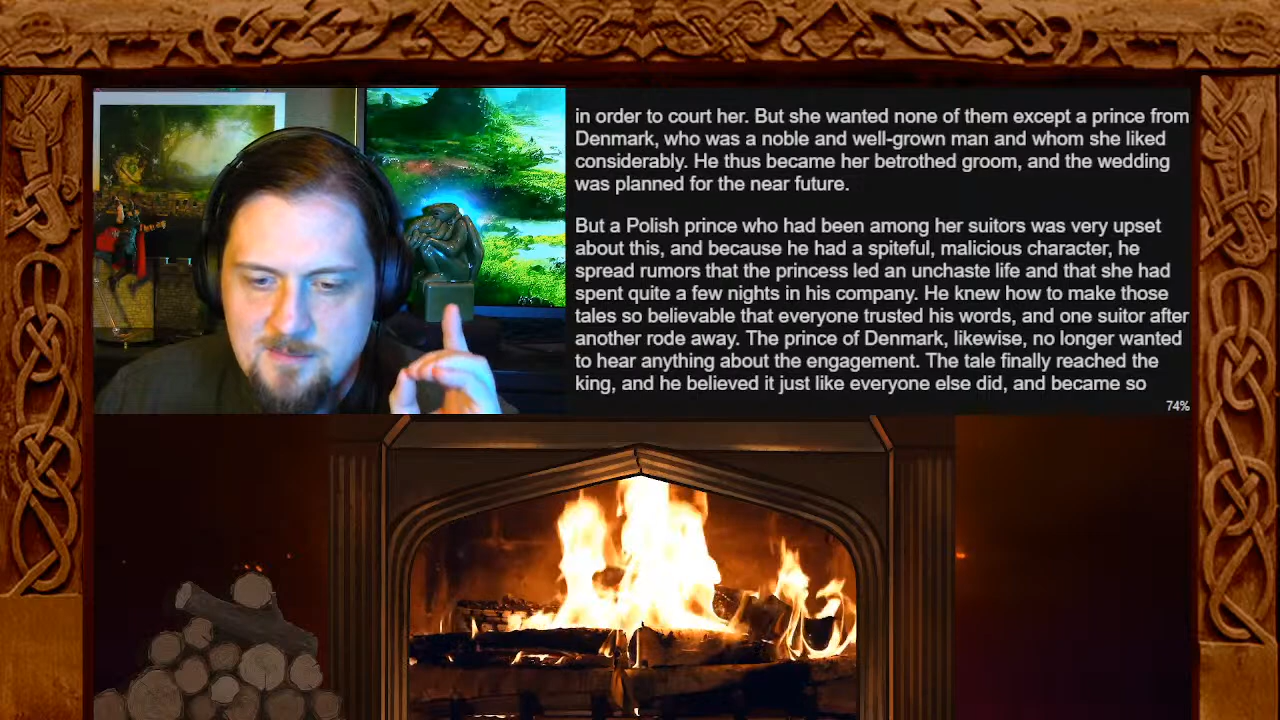 in order to court her. But she wanted none of them except a prince from
Denmark, who was a noble and well-grown man and whom she liked
considerably. He thus became her betrothed groom, and the wedding
was planned for the near future.
But a Polish prince who had been among her suitors was very upset
about this, and because he had a spiteful, malicious character, he
spread rumors that the princess led an unchaste life and that she had
spent quite a few nights in his company. He knew how to make those
tales so believable that everyone trusted his words, and one suitor after
another rode away. The prince of Denmark, likewise, no longer wanted
to hear anything about the engagement. The tale finally reached the
king, and he believed it just like everyone else did, and became so
74%